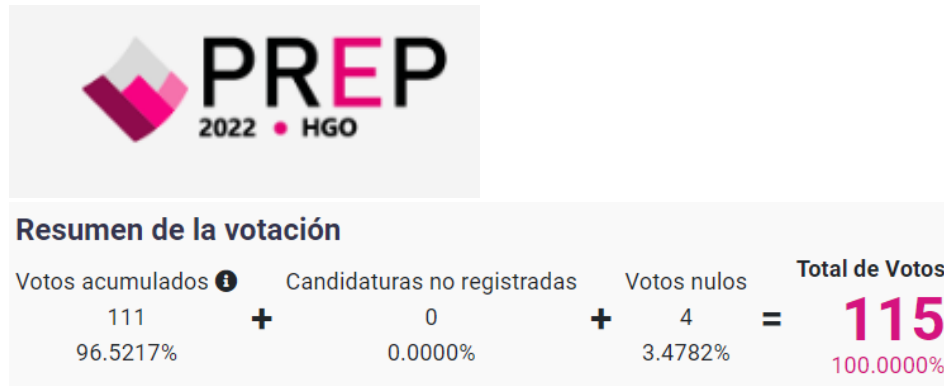 PREP
2022 • HGO
Resumen de la votación
Votos acumulados
111
96.5217%
+
Candidaturas no registradas
0
0.0000%
+
Votos nulos
4
3.4782%
=
Total de Votos
115
100.0000%